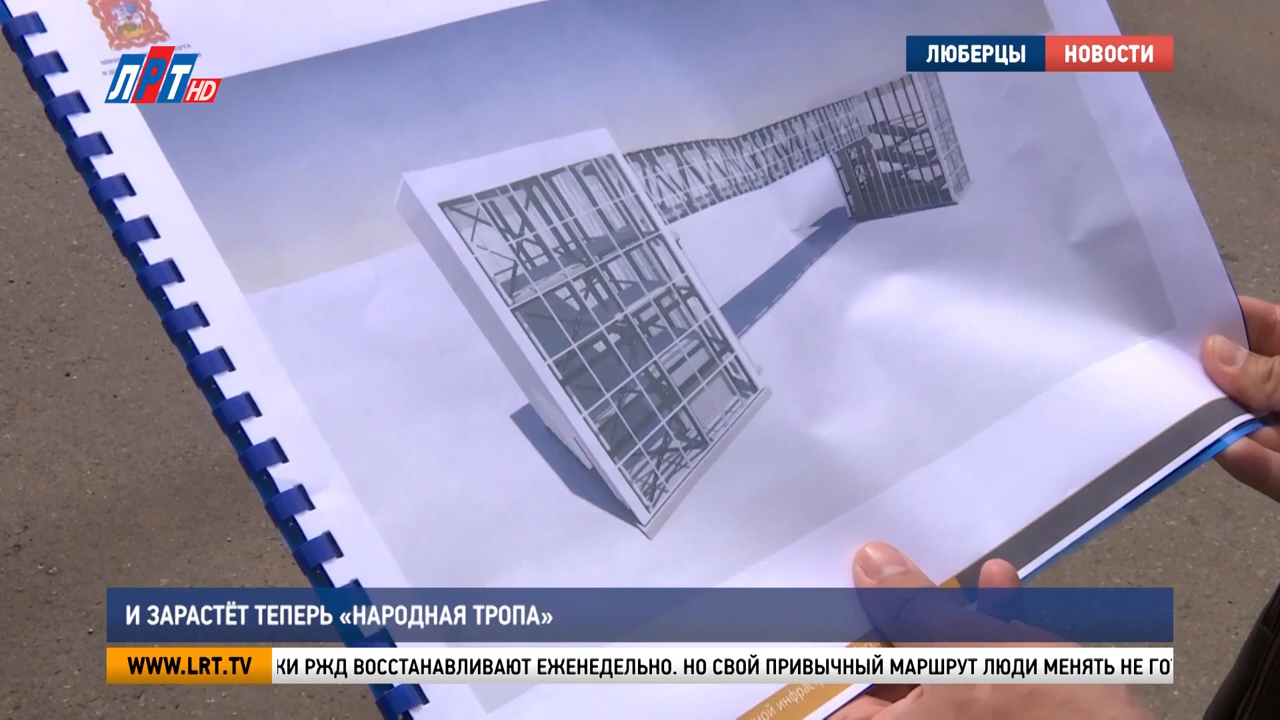 ЛРТ HD
ЛЮБЕРЦЫ НОВОСТИ
И ЗАРАСТЁТ ТЕПЕРЬ «НАРОДНАЯ ТРОПА»
WWW.LRT.TV КИ РЖД ВОССТАНАВЛИВАЮТ ЕЖЕНЕДЕЛЬНО. НО СВОЙ ПРИВЫЧНЫЙ МАРШРУТ ЛЮДИ МЕНЯТЬ НЕ ГОТ